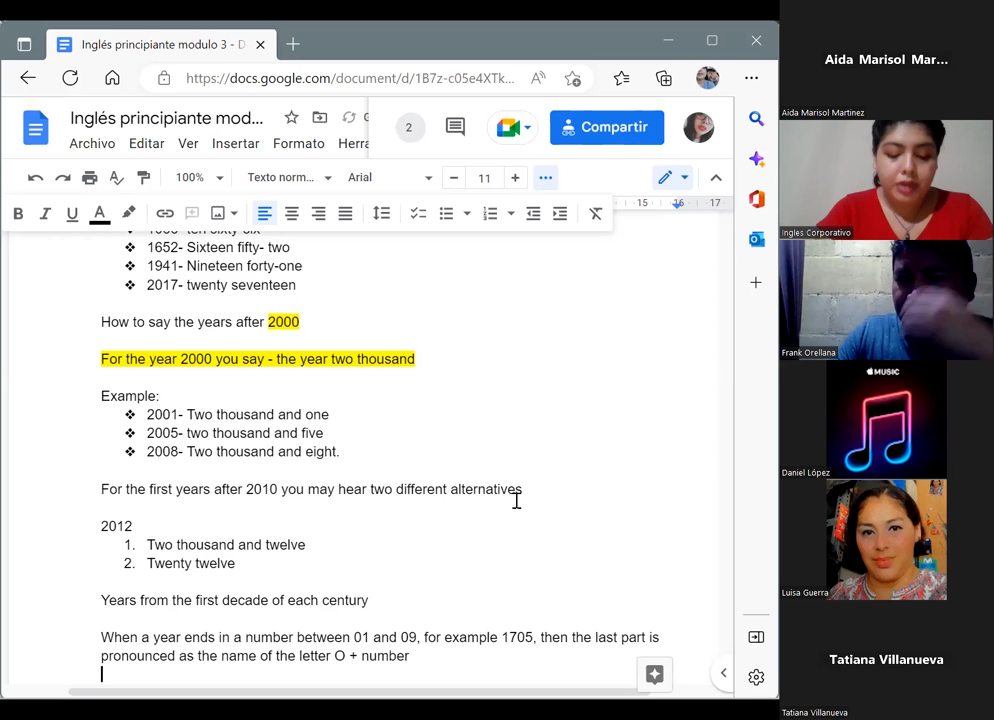 Inglés principiante modulo 3 - D
https://docs.google.com/document/d/1B7z-c05e4XTk...
Inglés principiante mod...
2
Compartir
Archivo Editar Ver Insertar Formato Herra
100% Texto norm... Arial 11
B I U A
15 16 17
1652- Sixteen fifty- two
1941- Nineteen forty-one
2017- twenty seventeen
How to say the years after 2000
For the year 2000 you say - the year two thousand
Example:
2001- Two thousand and one
2005- two thousand and five
2008- Two thousand and eight.
For the first years after 2010 you may hear two different alternatives
2012
1. Two thousand and twelve
2. Twenty twelve
Years from the first decade of each century
When a year ends in a number between 01 and 09, for example 1705, then the last part is
pronounced as the name of the letter O + number
Aida Marisol Mar...
Aida Marisol Martinez
Ingles Corporativo
Frank Orellana
MUSIC
Daniel López
Luisa Guerra
Tatiana Villanueva
Tatiana Villanueva